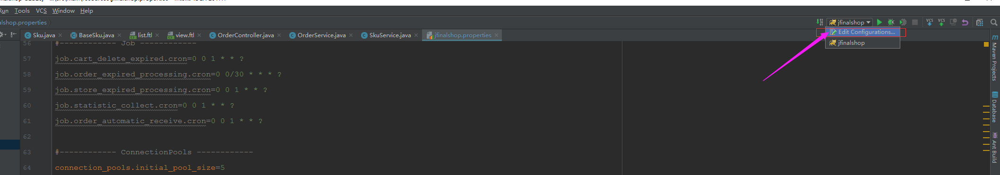 Run Tools VCS Window Help
alshop.properties
jfinalshop
VCS VCS
Sku.java BaseSku.java list.ftl view.ftl OrderController.java OrderService.java SkuService.java jfinalshop.properties
Edit Configurations...
jfinalshop
56 #------------ Job ------------
57 job.cart_delete_expired.cron=0 0 1 * * ?
58 job.order_expired_processing.cron=0 0/30 * * * ?
59 job.store_expired_processing.cron=0 0 1 * * ?
60 job.statistic_collect.cron=0 0 1 * * ?
61 job.order_automatic_receive.cron=0 0 1 * * ?
62
63 #------------ ConnectionPools ------------
64 connection_pools.initial_pool_size=5
m Maven Projects
Database
Ant Build